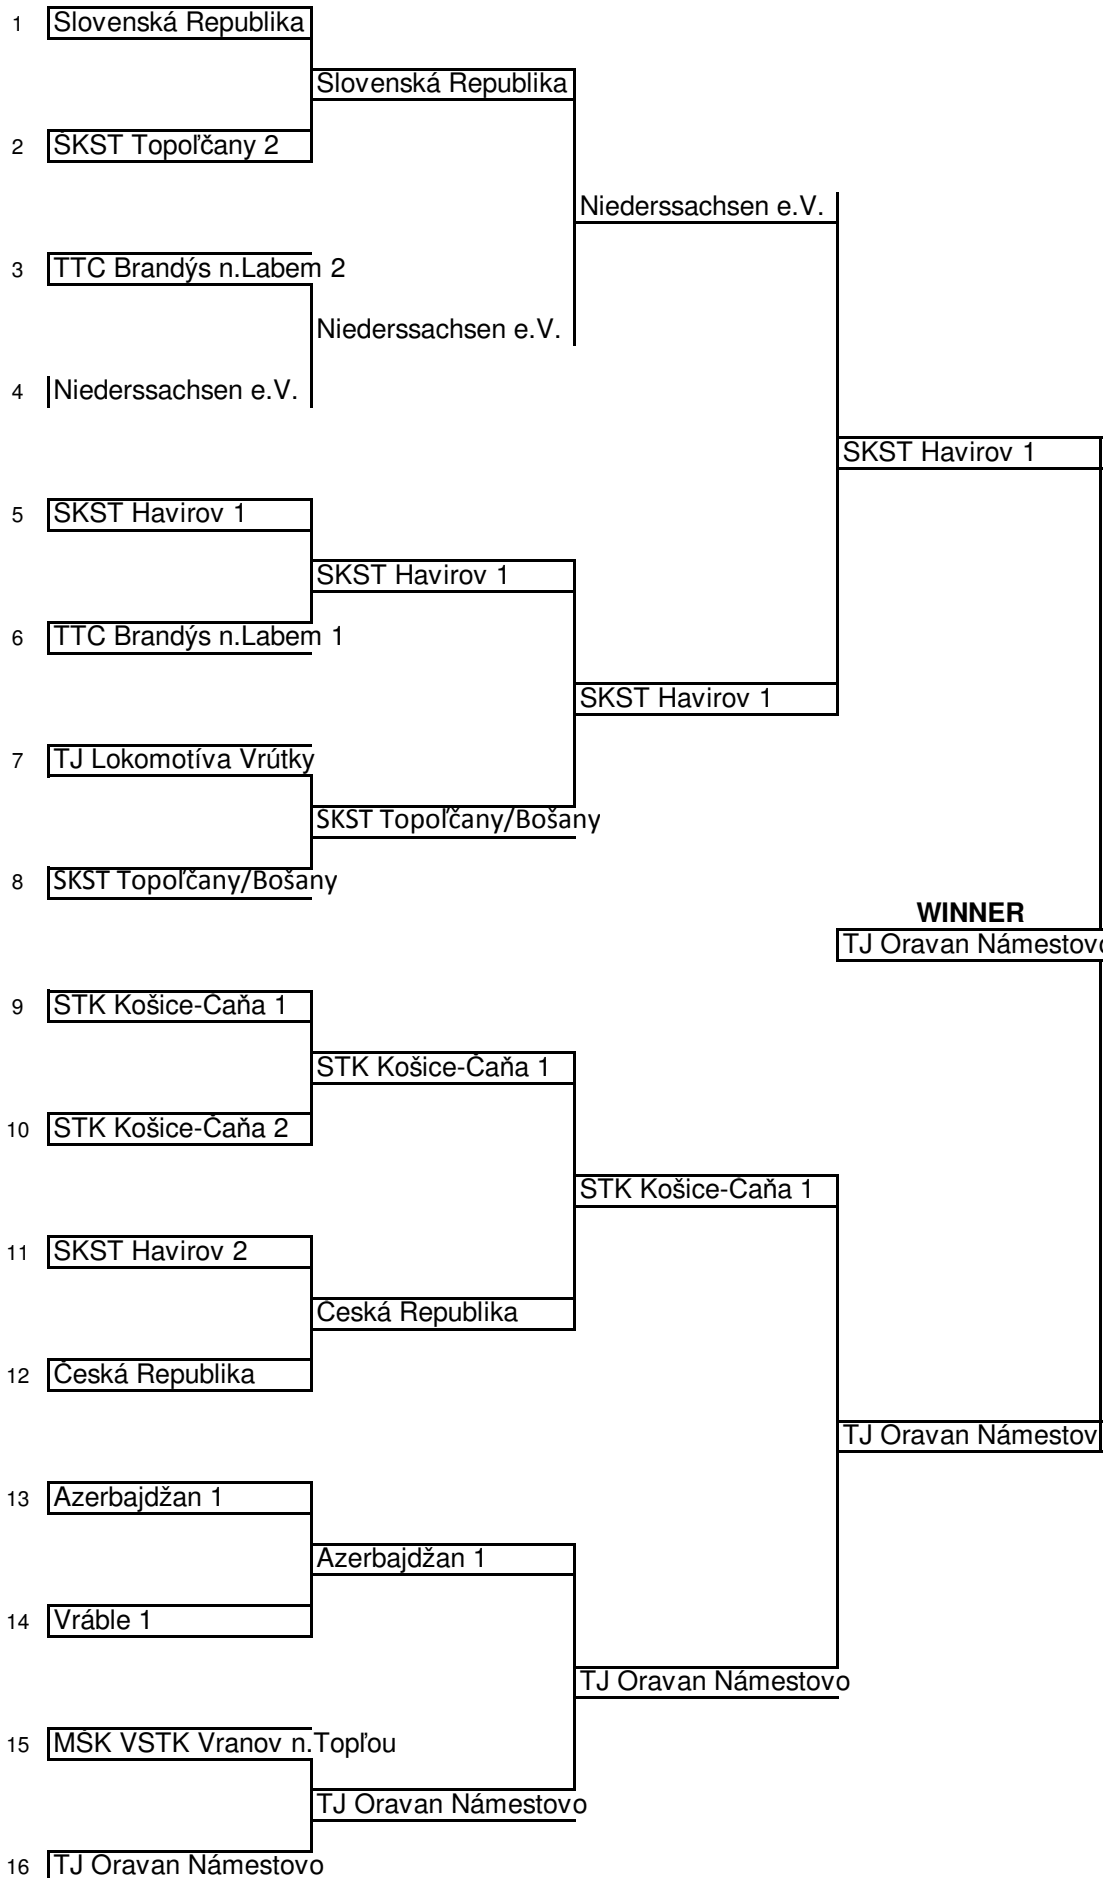 1 Slovenská Republika
Slovenská Republika
2 ŠKST Topoľčany 2
Niederssachsen e.V.
3 TTC Brandýs n.Labem 2
Niederssachsen e.V.
4 Niederssachsen e.V.
SKST Havirov 1
5 SKST Havirov 1
SKST Havirov 1
6 TTC Brandýs n.Labem 1
SKST Havirov 1
7 TJ Lokomotíva Vrútky
SKST Topoľčany/Bošany
8 SKST Topoľčany/Bošany
WINNER
TJ Oravan Námestovo
9 STK Košice-Čaňa 1
STK Košice-Čaňa 1
10 STK Košice-Čaňa 2
STK Košice-Čaňa 1
11 SKST Havirov 2
Česká Republika
12 Česká Republika
TJ Oravan Námestov
13 Azerbajdžan 1
Azerbajdžan 1
14 Vráble 1
TJ Oravan Námestovo
15 MŠK VSTK Vranov n.Topľou
TJ Oravan Námestovo
16 TJ Oravan Námestovo